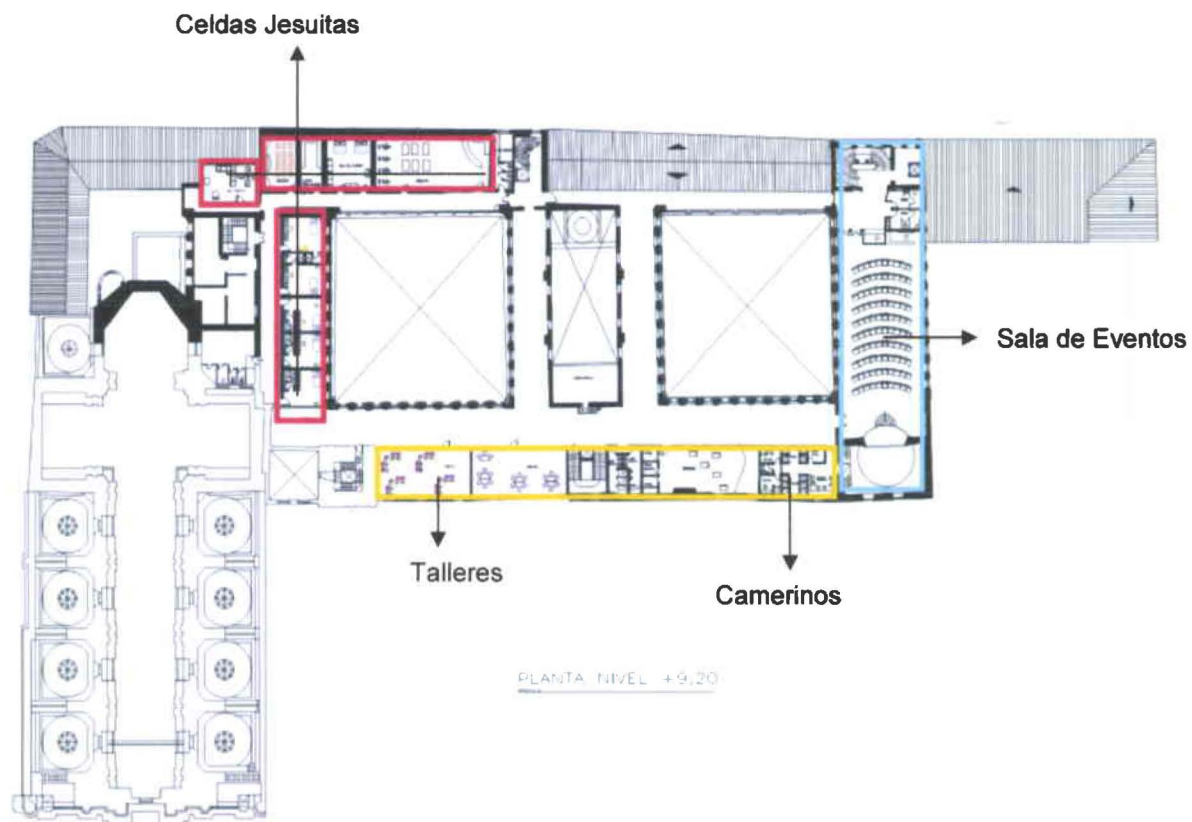 Celdas Jesuitas
Sala de Eventos
Talleres
Camerinos
PLANTA NIVEL +9,20